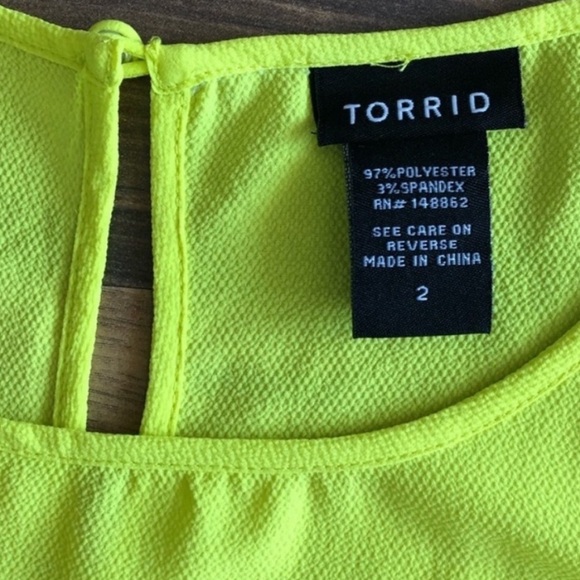 TORRID
97%POLYESTER
3%SPANDEX
RN# 148862
SEE CARE ON
REVERSE
MADE IN CHINA
2